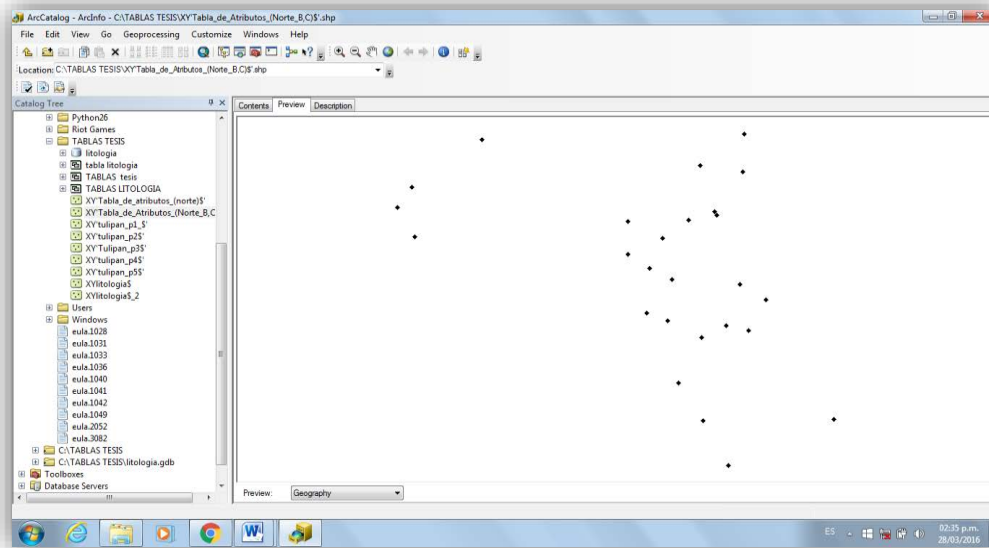 ArcCatalog - ArcInfo - C:\TABLAS TESIS\XY'Tabla_de_Atributos_(Norte_B,C)$'.shp
File Edit View Go Geoprocessing Customize Windows Help
Location: C:\TABLAS TESIS\XY'Tabla_de_Atributos_(Norte_B,C)$'.shp
Catalog Tree
Contents Preview Description
Python26
Riot Games
TABLAS TESIS
litologia
tabla litologia
TABLAS tesis
TABLAS LITOLOGIA
XY'Tabla_de_atributos_(norte)$'
XY'Tabla_de_Atributos_(Norte_B,C
XY'tulipan_p1_$'
XY'tulipan_p2$'
XY'Tulipan_p3$'
XY'tulipan_p4$'
XY'tulipan_p5$'
XYlitologia$
XYlitologia$_2
Users
Windows
eula.1028
eula.1031
eula.1033
eula.1036
eula.1040
eula.1041
eula.1042
eula.1049
eula.2052
eula.3082
C:\TABLAS TESIS
C:\TABLAS TESIS\litologia.gdb
Toolboxes
Database Servers
Preview: Geography
ES
02:35 p.m.
28/03/2016